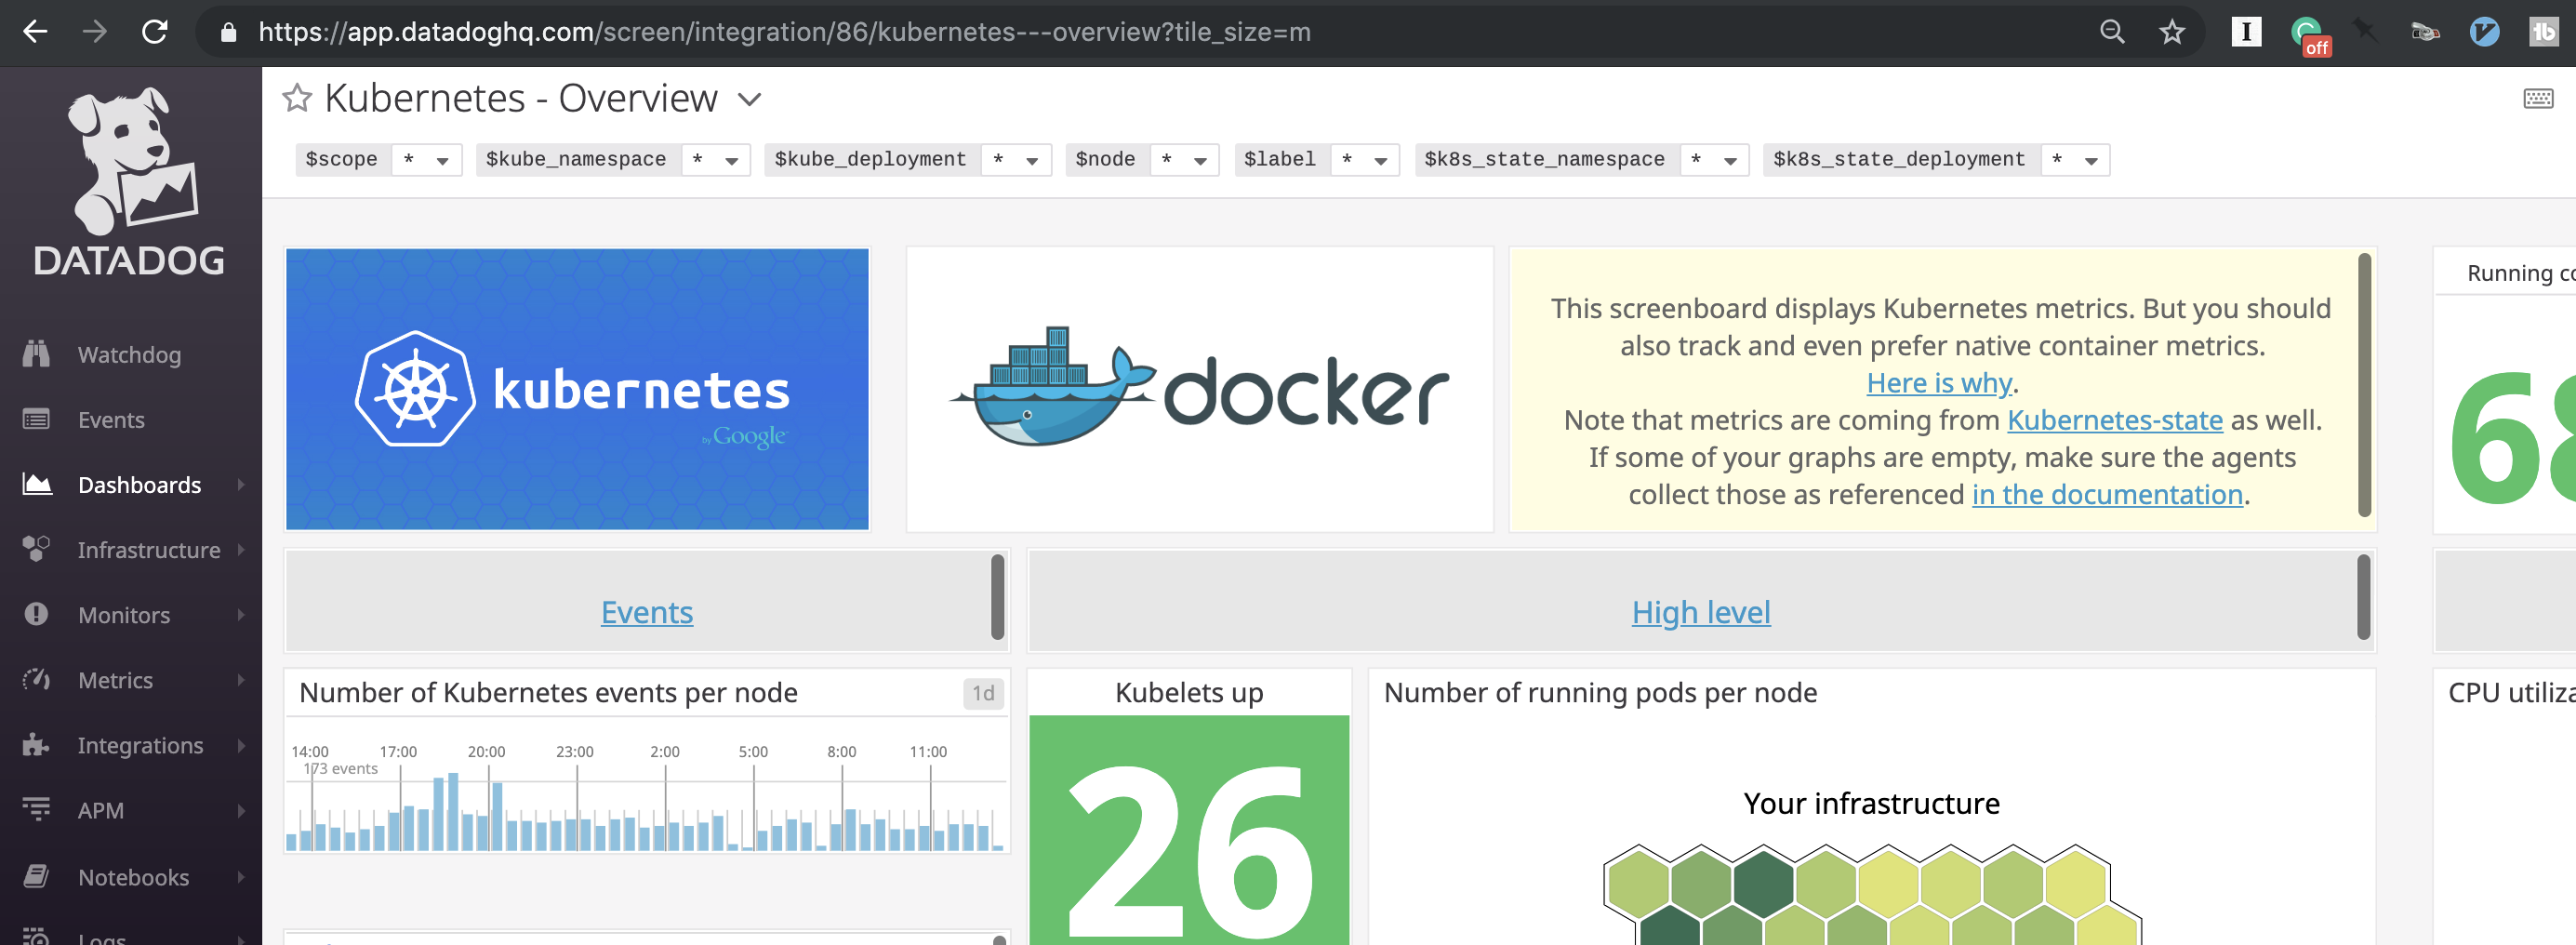 https://app.datadoghq.com/screen/integration/86/kubernetes---overview?tile_size=m
I
off
tb
DATADOG
Watchdog
Events
Dashboards
Infrastructure
Monitors
Metrics
Integrations
APM
Notebooks
Logs
Kubernetes - Overview
$scope *
$kube_namespace *
$kube_deployment *
$node *
$label *
$k8s_state_namespace *
$k8s_state_deployment *
kubernetes
by Google
docker
This screenboard displays Kubernetes metrics. But you should
also track and even prefer native container metrics.
Here is why.
Note that metrics are coming from Kubernetes-state as well.
If some of your graphs are empty, make sure the agents
collect those as referenced in the documentation.
Running
68
Events
High level
Number of Kubernetes events per node
1d
14:00 17:00 20:00 23:00 2:00 5:00 8:00 11:00
173 events
Kubelets up
26
Number of running pods per node
Your infrastructure
CPU